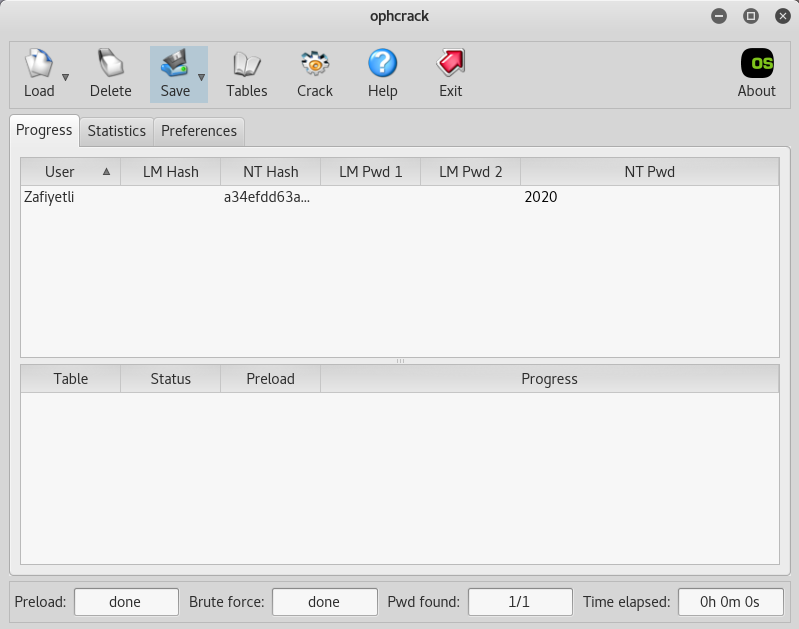 ophcrack
Load Delete Save Tables Crack Help Exit OS About
Progress Statistics Preferences
User LM Hash NT Hash LM Pwd 1 LM Pwd 2 NT Pwd
Zafiyetli a34efdd63a... 2020
Table Status Preload Progress
Preload: done Brute force: done Pwd found: 1/1 Time elapsed: 0h 0m 0s